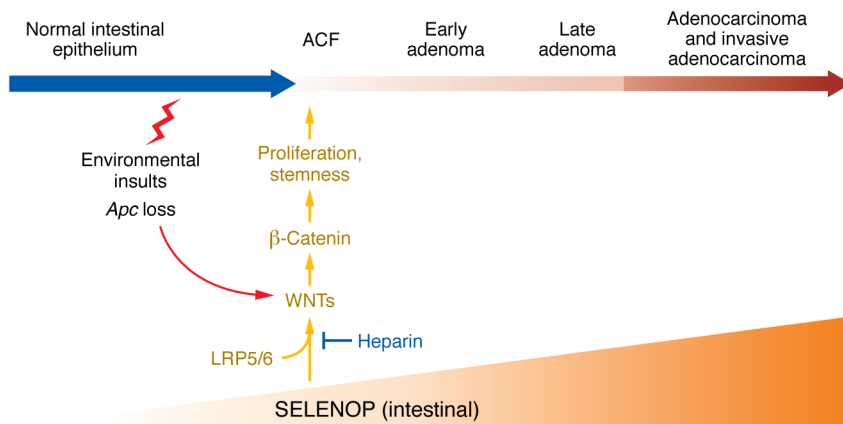 Normal intestinal
epithelium
ACF
Early
adenoma
Late
adenoma
Adenocarcinoma
and invasive
adenocarcinoma
Environmental
insults
Apc loss
Proliferation,
stemness
β-Catenin
WNTs
LRP5/6
Heparin
SELENOP (intestinal)